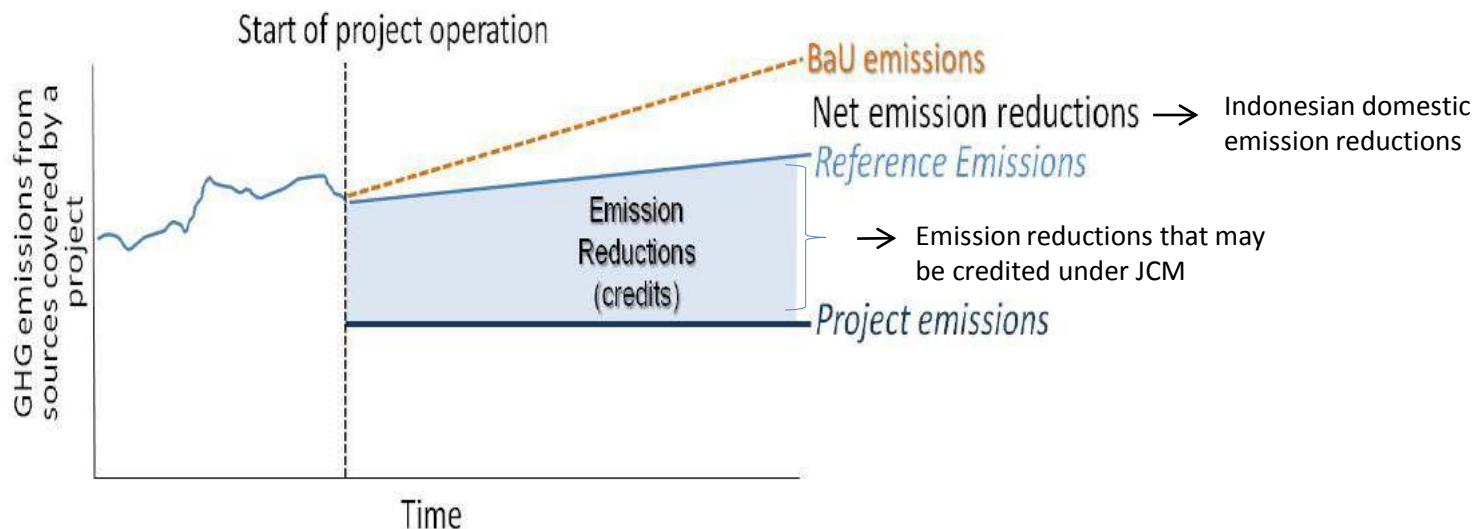 Start of project operation
BaU emissions
Net emission reductions
Indonesian domestic
emission reductions
Reference Emissions
GHG emissions from
sources covered by a
project
Emission
Reductions
(credits)
Emission reductions that may
be credited under JCM
Project emissions
Time